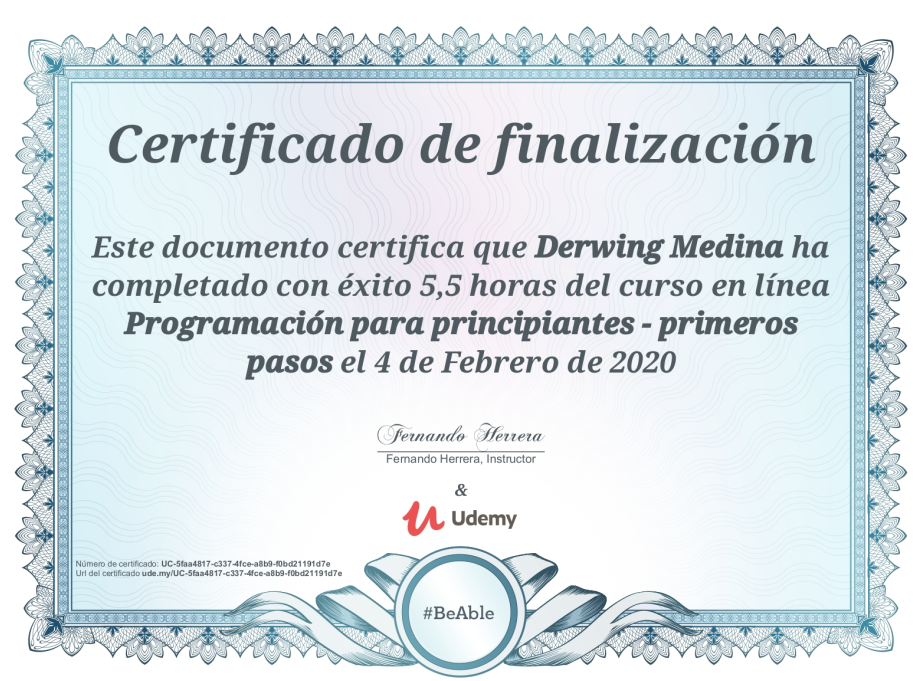 Certificado de finalización
Este documento certifica que Derwing Medina ha
completado con éxito 5,5 horas del curso en línea
Programación para principiantes - primeros
pasos el 4 de Febrero de 2020
Fernando Herrera
Fernando Herrera, Instructor
&
Udemy
Número de certificado: UC-5faa4817-c337-4fce-a8b9-f0bd21191d7e
Url del certificado ude.my/UC-5faa4817-c337-4fce-a8b9-f0bd21191d7e
#BeAble